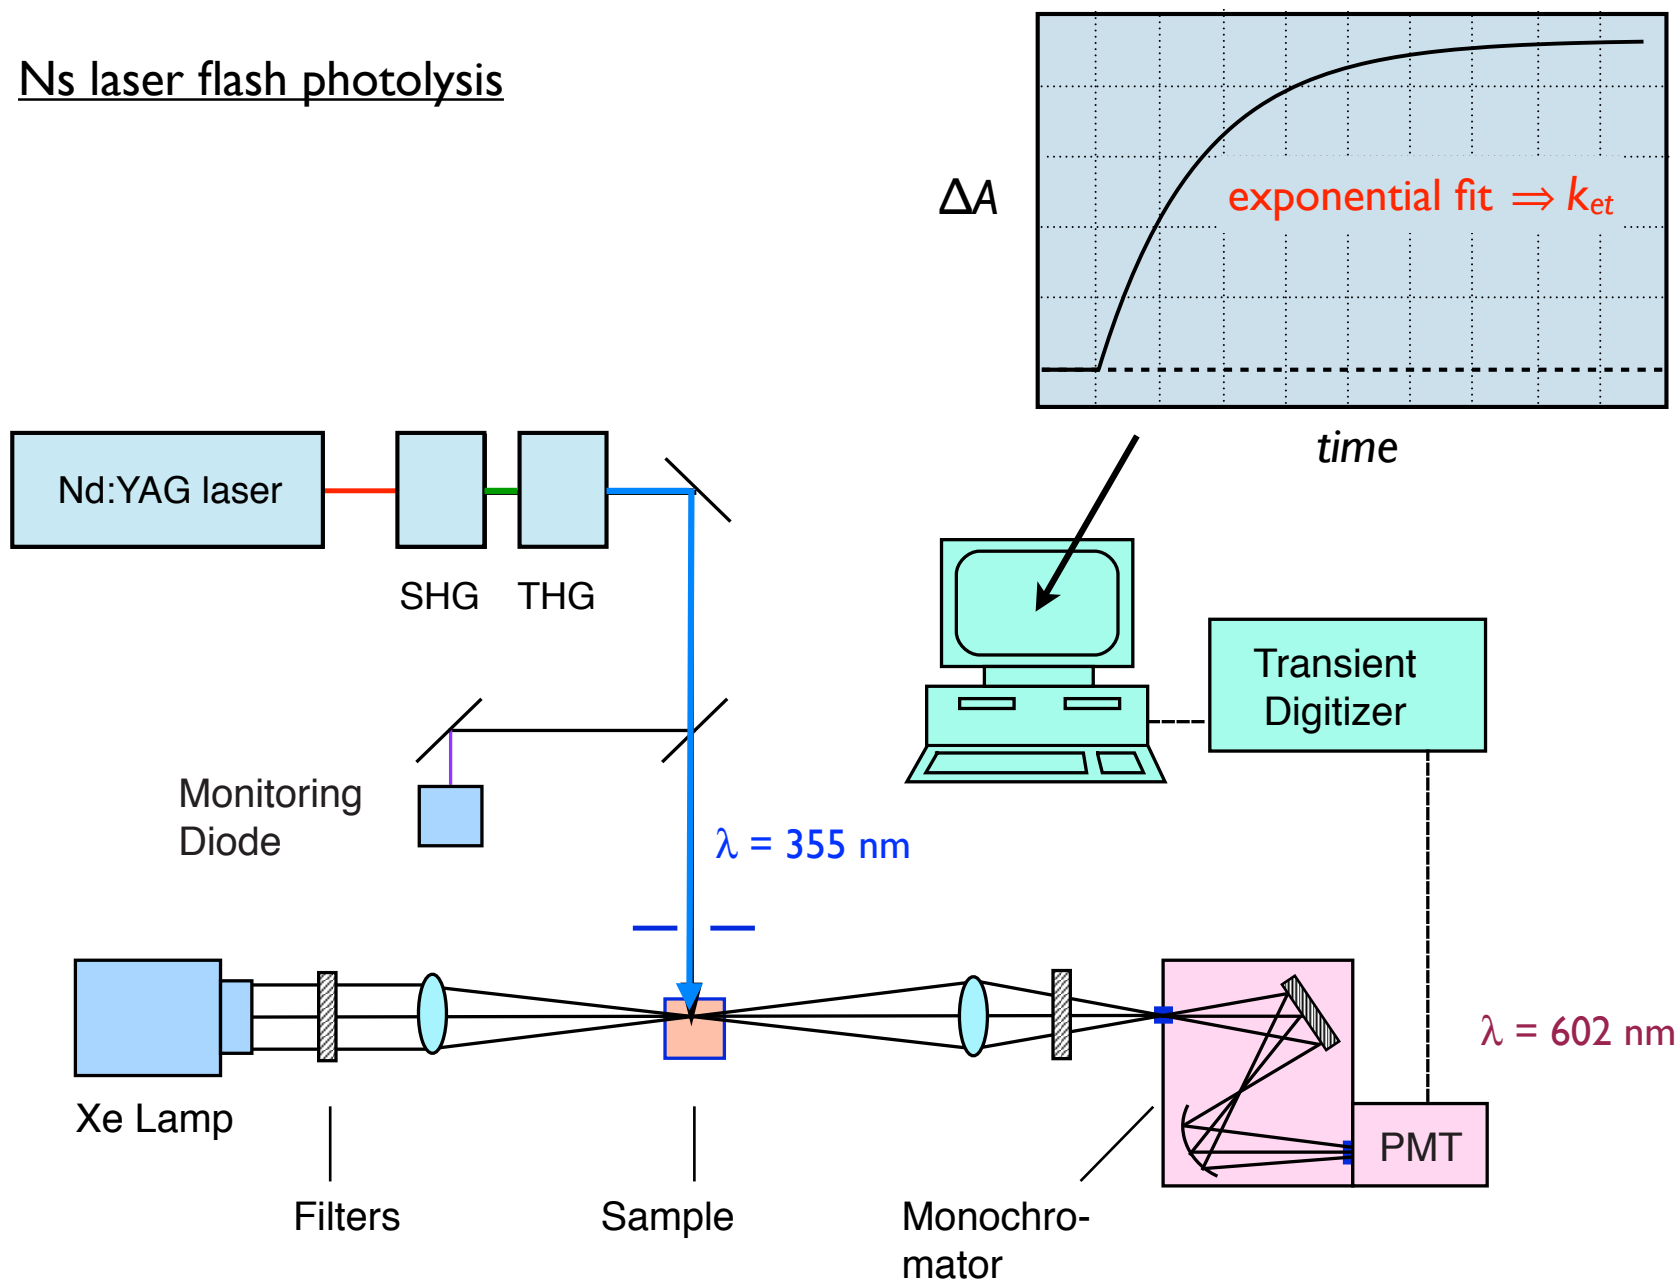 Ns laser flash photolysis
ΔA
exponential fit ⇒ ket
time
Nd:YAG laser
SHG
THG
Transient
Digitizer
Monitoring
Diode
λ = 355 nm
λ = 602 nm
Xe Lamp
PMT
Filters
Sample
Monochro-
mator